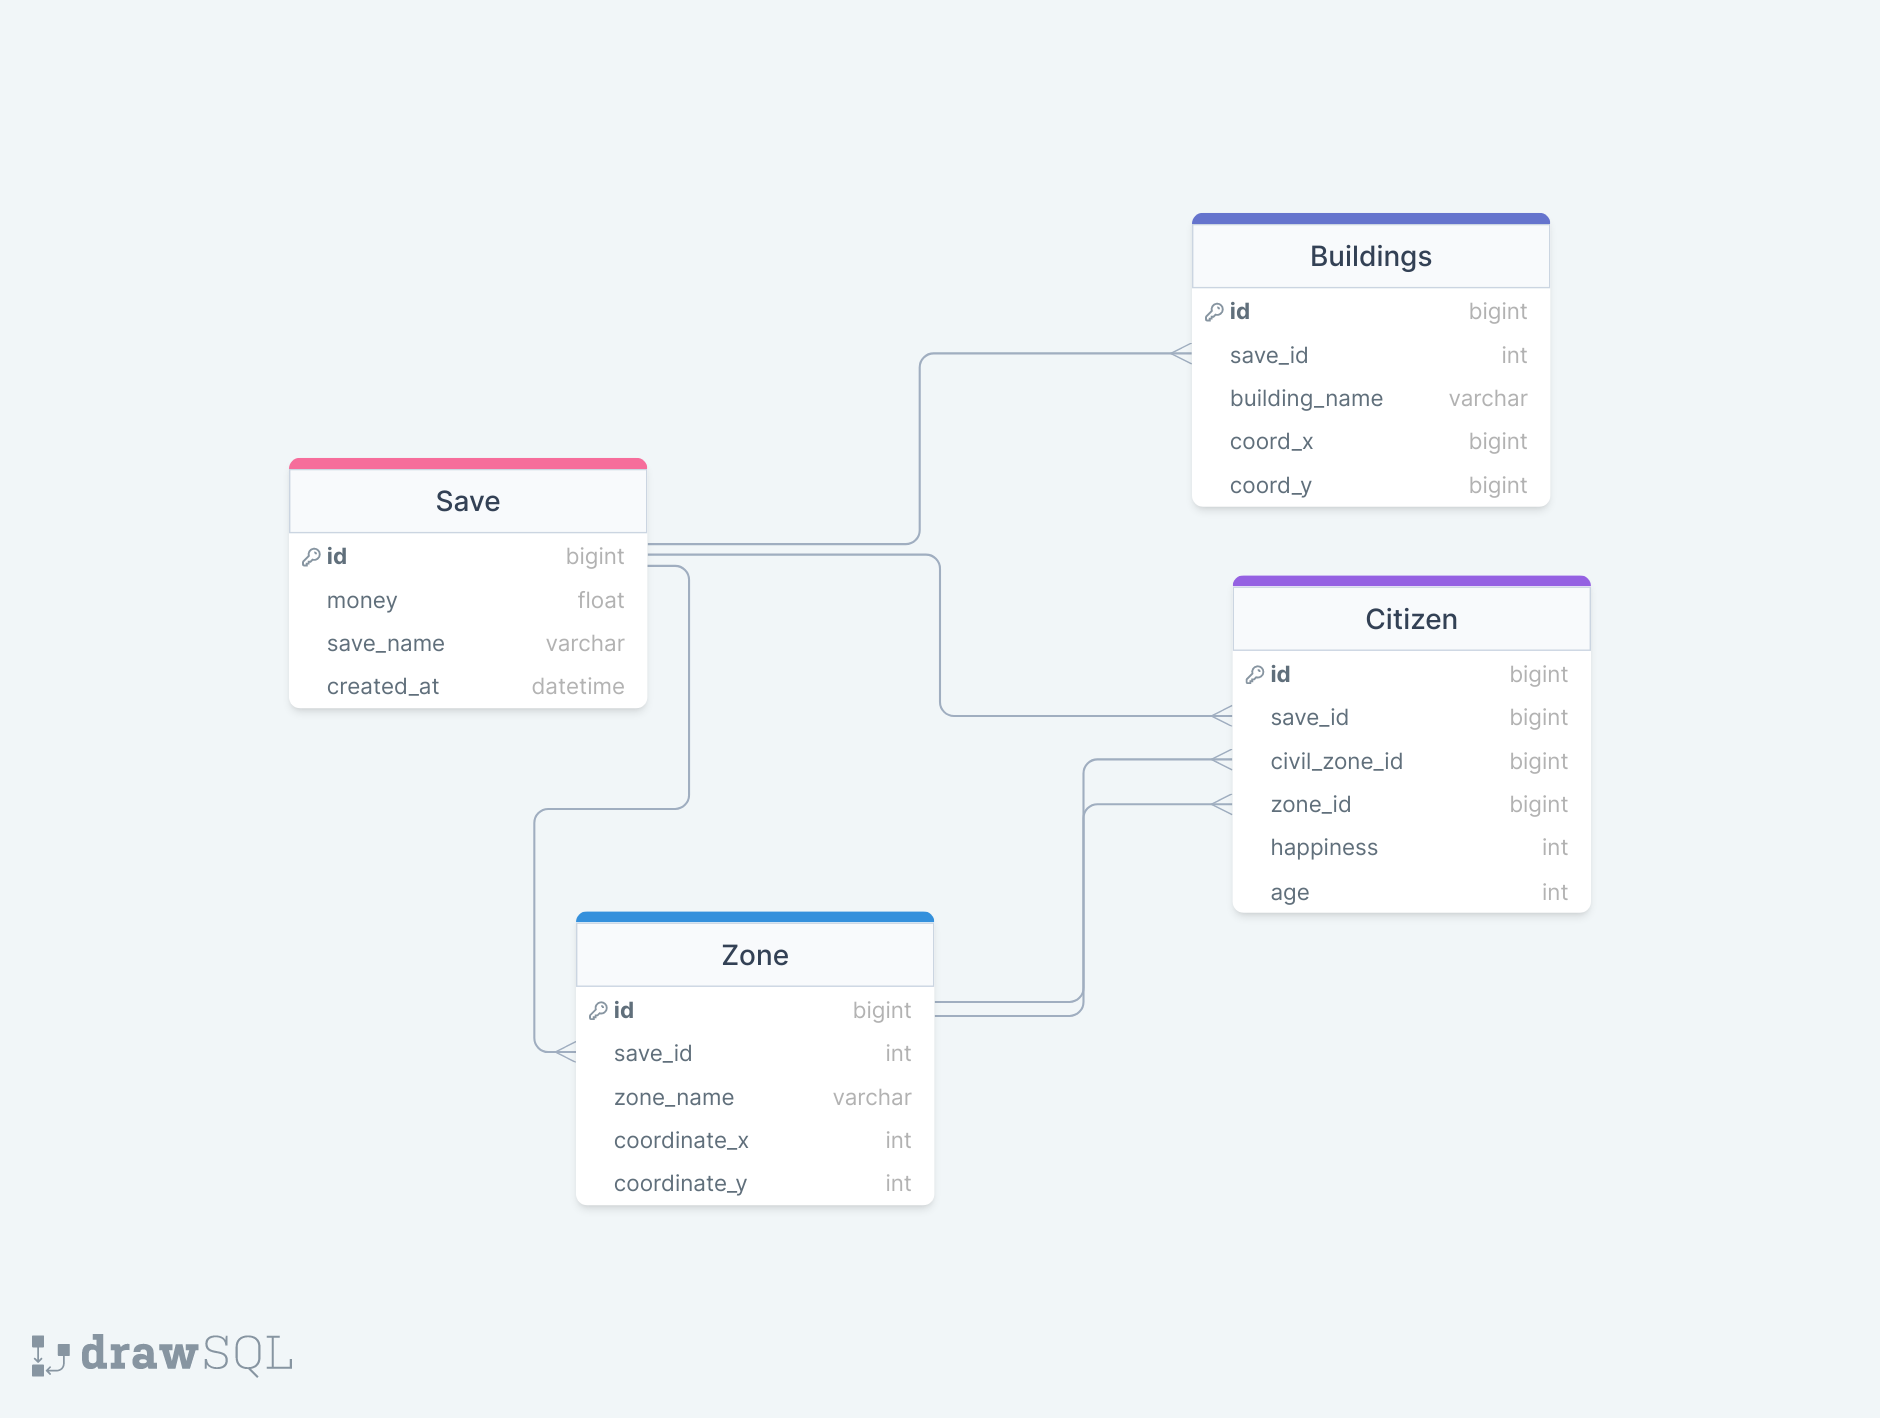 Buildings
id bigint
save_id int
building_name varchar
coord_x bigint
coord_y bigint
Save
id bigint
money float
save_name varchar
created_at datetime
Citizen
id bigint
save_id bigint
civil_zone_id bigint
zone_id bigint
happiness int
age int
Zone
id bigint
save_id int
zone_name varchar
coordinate_x int
coordinate_y int
drawSQL